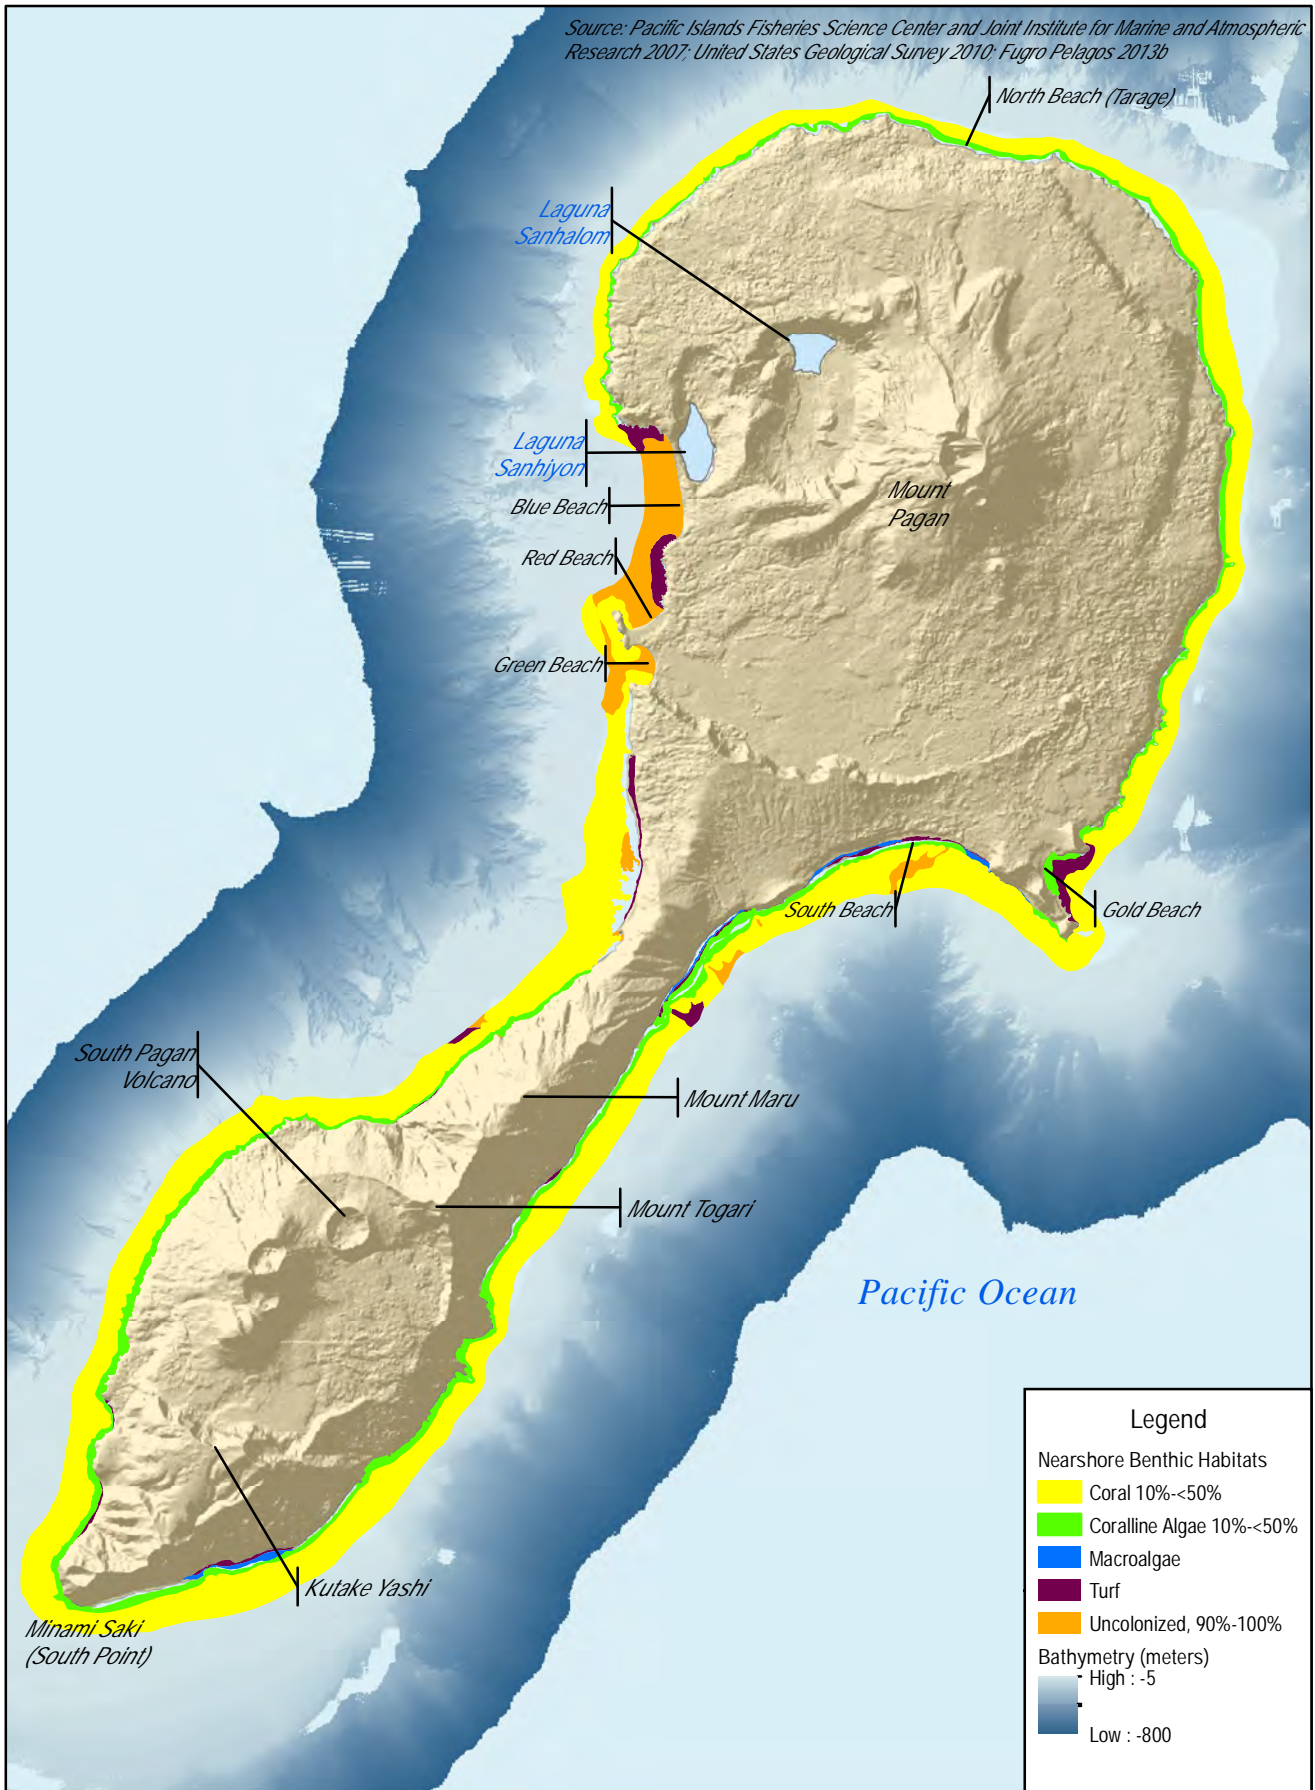 Source: Pacific Islands Fisheries Science Center and Joint Institute for Marine and Atmospheric
Research 2007; United States Geological Survey 2010; Fugro Pelagos 2013b
North Beach (Tarage)
Laguna
Sanhalom
Laguna
Sanhiyon
Blue Beach
Mount
Pagan
Red Beach
Green Beach
South Beach
Gold Beach
South Pagan
Volcano
Mount Maru
Mount Togari
Pacific Ocean
Kutake Yashi
Minami Saki
(South Point)
Legend
Nearshore Benthic Habitats
Coral 10%-<50%
Coralline Algae 10%-<50%
Macroalgae
Turf
Uncolonized, 90%-100%
Bathymetry (meters)
High : -5
Low : -800